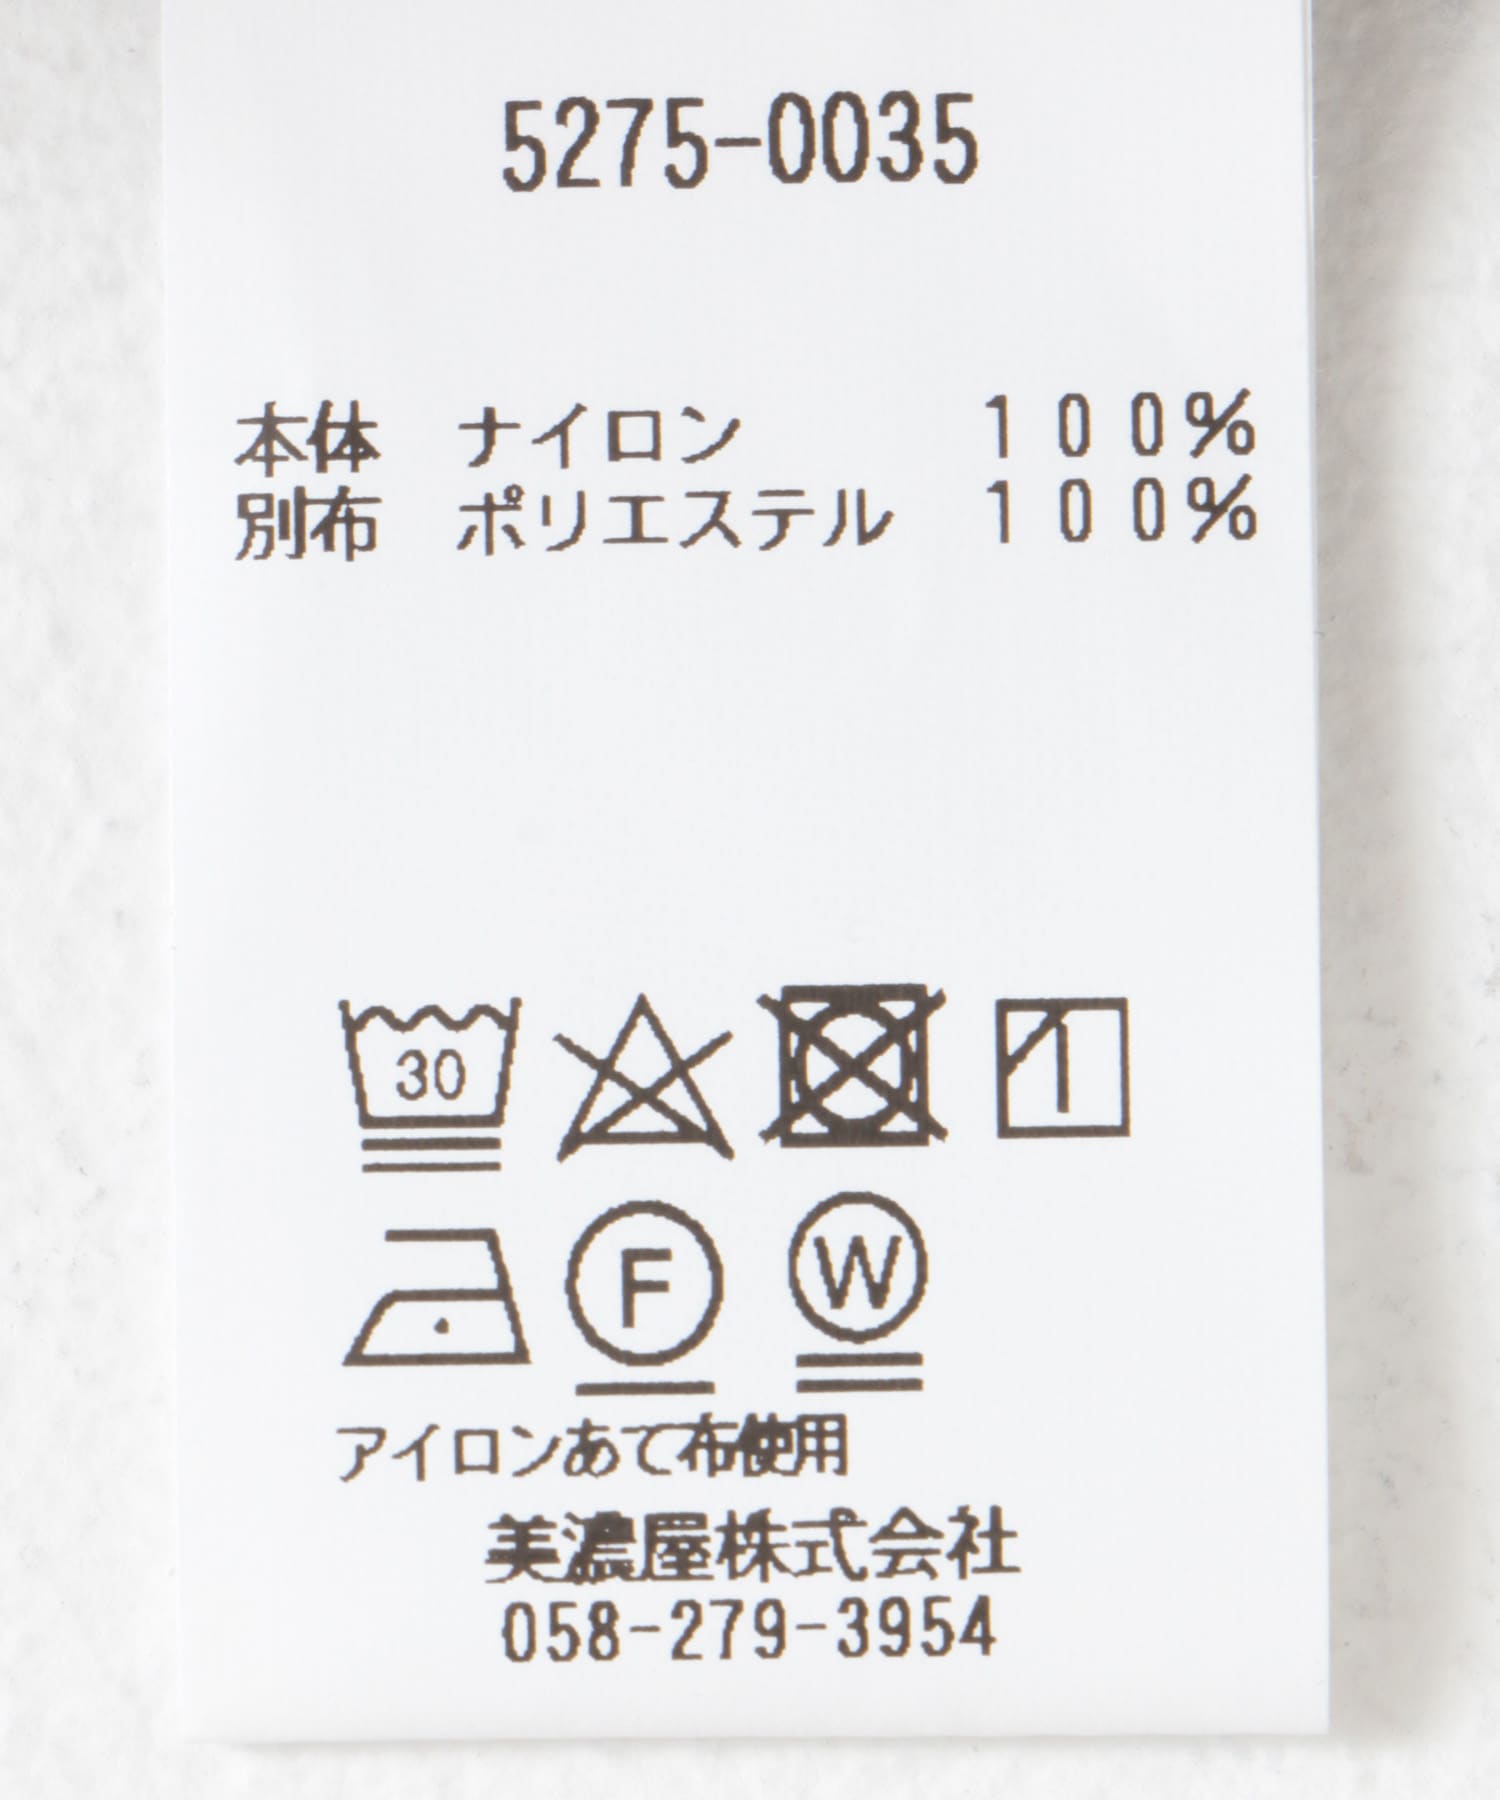 5275-0035
本体 ナイロン 100%
別布 ポリエステル 100%
30
F W
アイロンあて布使用
美濃屋株式会社
058-279-3954